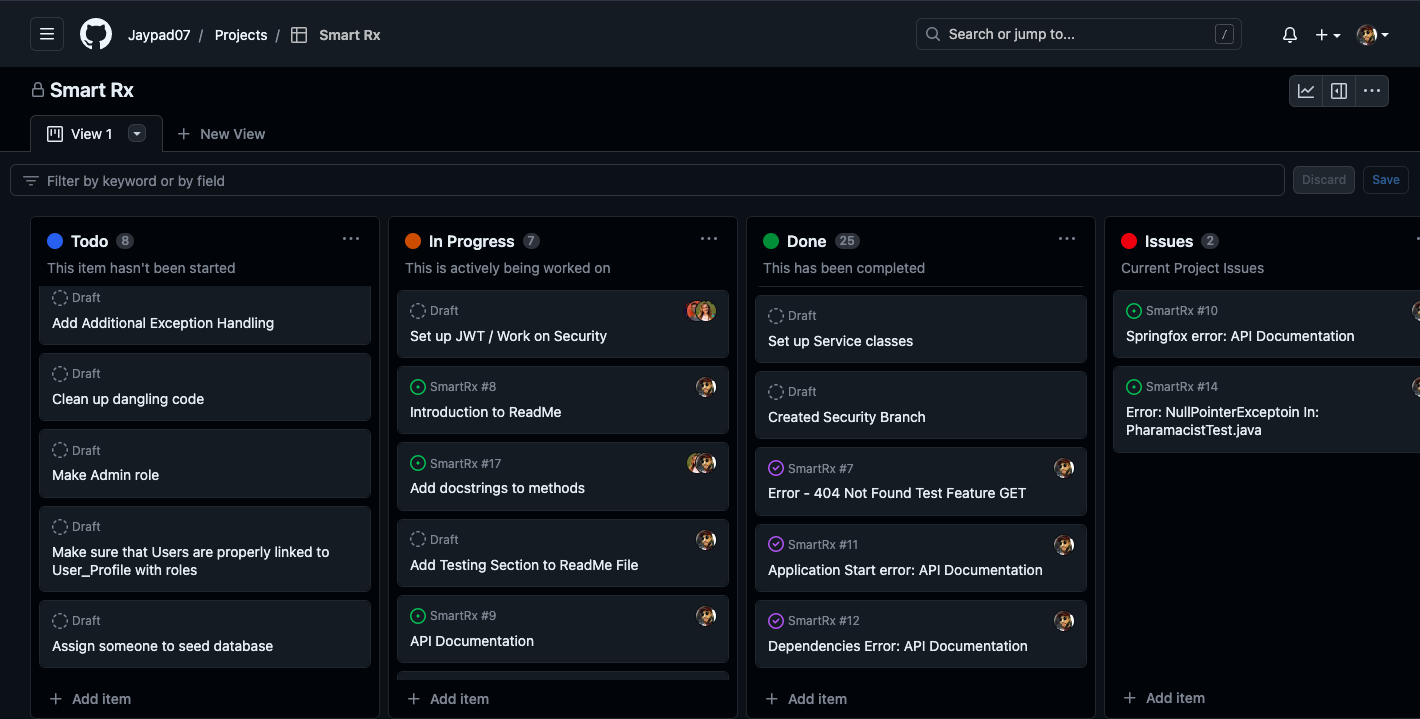 Jaypad07 / Projects / Smart Rx
Search or jump to... /
Smart Rx
View 1
New View
Filter by keyword or by field
Discard
Save
Todo 8
This item hasn't been started
Draft
Add Additional Exception Handling
Draft
Clean up dangling code
Draft
Make Admin role
Draft
Make sure that Users are properly linked to
User_Profile with roles
Draft
Assign someone to seed database
Add item
In Progress 7
This is actively being worked on
Draft
Set up JWT / Work on Security
SmartRx #8
Introduction to ReadMe
SmartRx #17
Add docstrings to methods
Draft
Add Testing Section to ReadMe File
SmartRx #9
API Documentation
Add item
Done 25
This has been completed
Draft
Set up Service classes
Draft
Created Security Branch
SmartRx #7
Error - 404 Not Found Test Feature GET
SmartRx #11
Application Start error: API Documentation
SmartRx #12
Dependencies Error: API Documentation
Add item
Issues 2
Current Project Issues
SmartRx #10
Springfox error: API Documentation
SmartRx #14
Error: NullPointerExceptoin In:
PharamacistTest.java
Add item